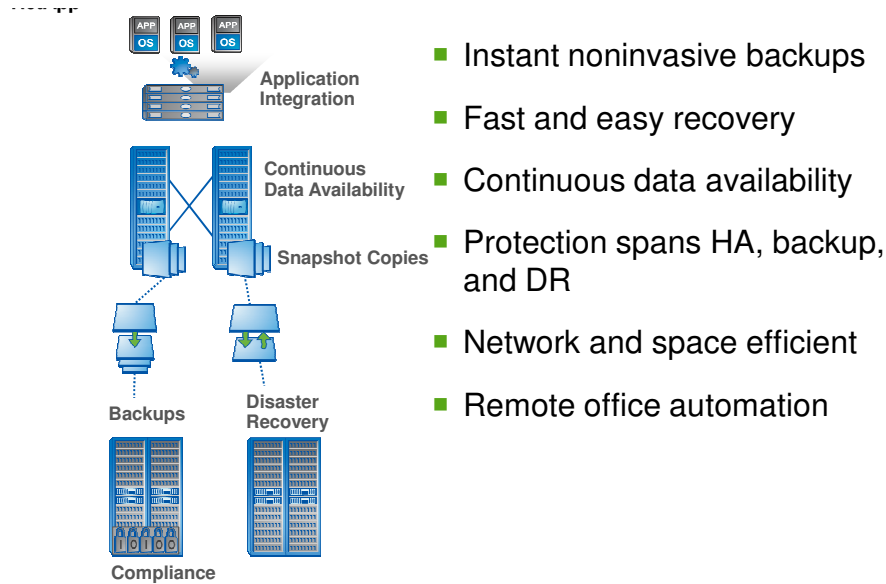 APP APP APP
OS OS OS
Application
Integration
Continuous
Data Availability
Snapshot Copies
Backups
Disaster
Recovery
10100
Compliance
■ Instant noninvasive backups
■ Fast and easy recovery
■ Continuous data availability
■ Protection spans HA, backup,
and DR
■ Network and space efficient
■ Remote office automation